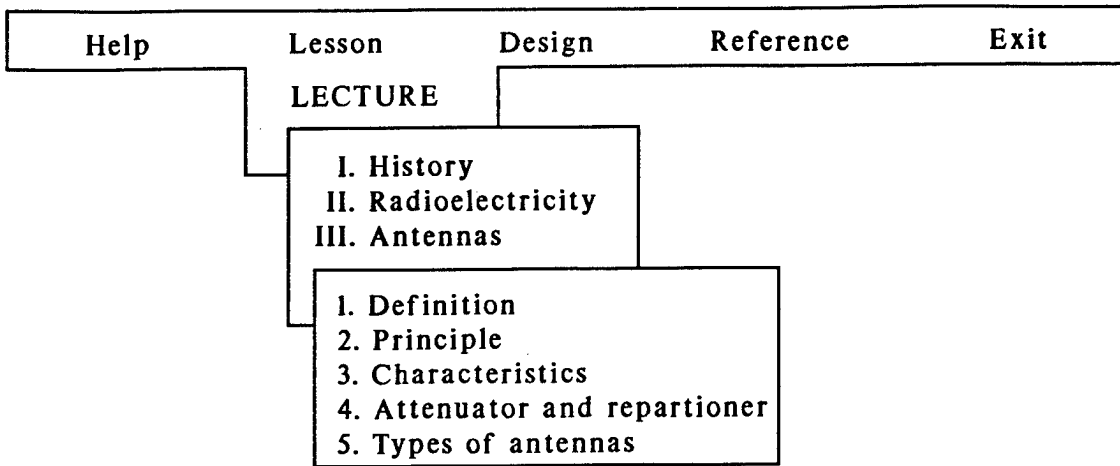 Help Lesson Design Reference Exit
LECTURE
I. History
II. Radioelectricity
III. Antennas
1. Definition
2. Principle
3. Characteristics
4. Attenuator and repartioner
5. Types of antennas